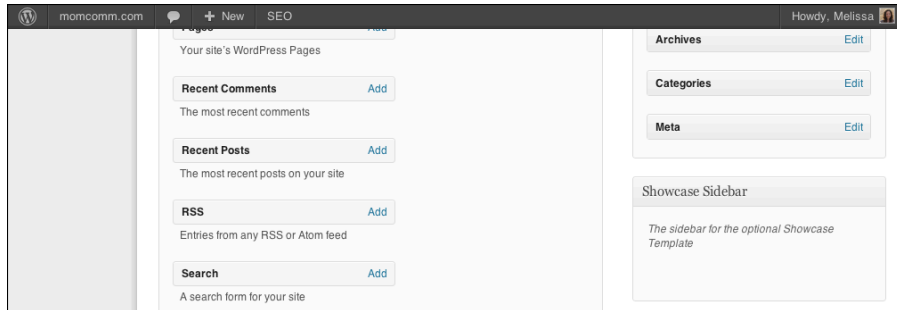 momcomm.com + New SEO Howdy, Melissa
Pages Add
Your site's WordPress Pages
Recent Comments Add
The most recent comments
Recent Posts Add
The most recent posts on your site
RSS Add
Entries from any RSS or Atom feed
Search Add
A search form for your site
Archives Edit
Categories Edit
Meta Edit
Showcase Sidebar
The sidebar for the optional Showcase
Template